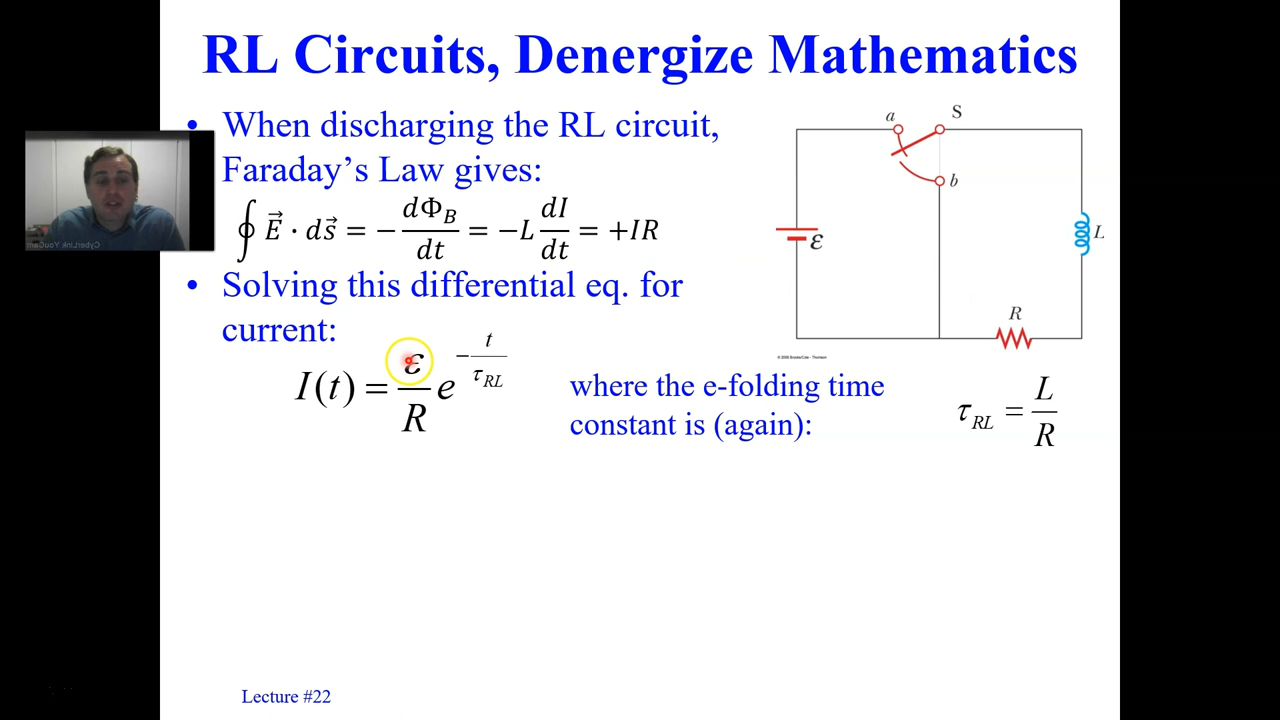 RL Circuits, Denergize Mathematics
• When discharging the RL circuit,
Faraday's Law gives:
∮ E⃗ · ds⃗ = − dΦ_B/dt = −L dI/dt = +IR
• Solving this differential eq. for
current:
I(t) = ε/R e^(−t/τ_RL)
where the e-folding time
constant is (again):
τ_RL = L/R
a
S
b
ε
L
R
Lecture #22